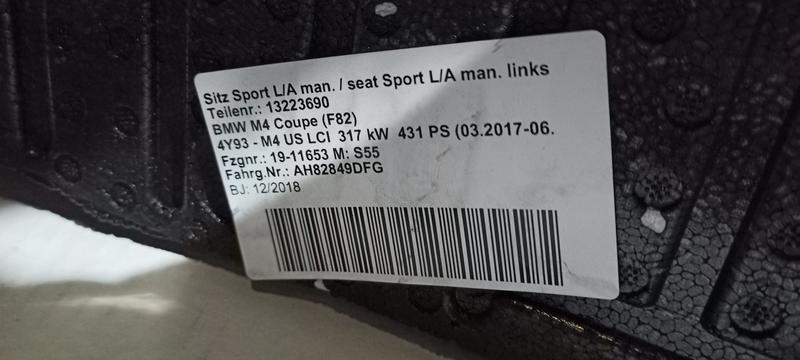 Sitz Sport L/A man. / seat Sport L/A man. links
Teilenr.: 13223690
BMW M4 Coupe (F82)
4Y93 - M4 US LCI 317 kW 431 PS (03.2017-06.
Fzgnr.: 19-11653 M: S55
Fahrg.Nr.: AH82849DFG
BJ: 12/2018